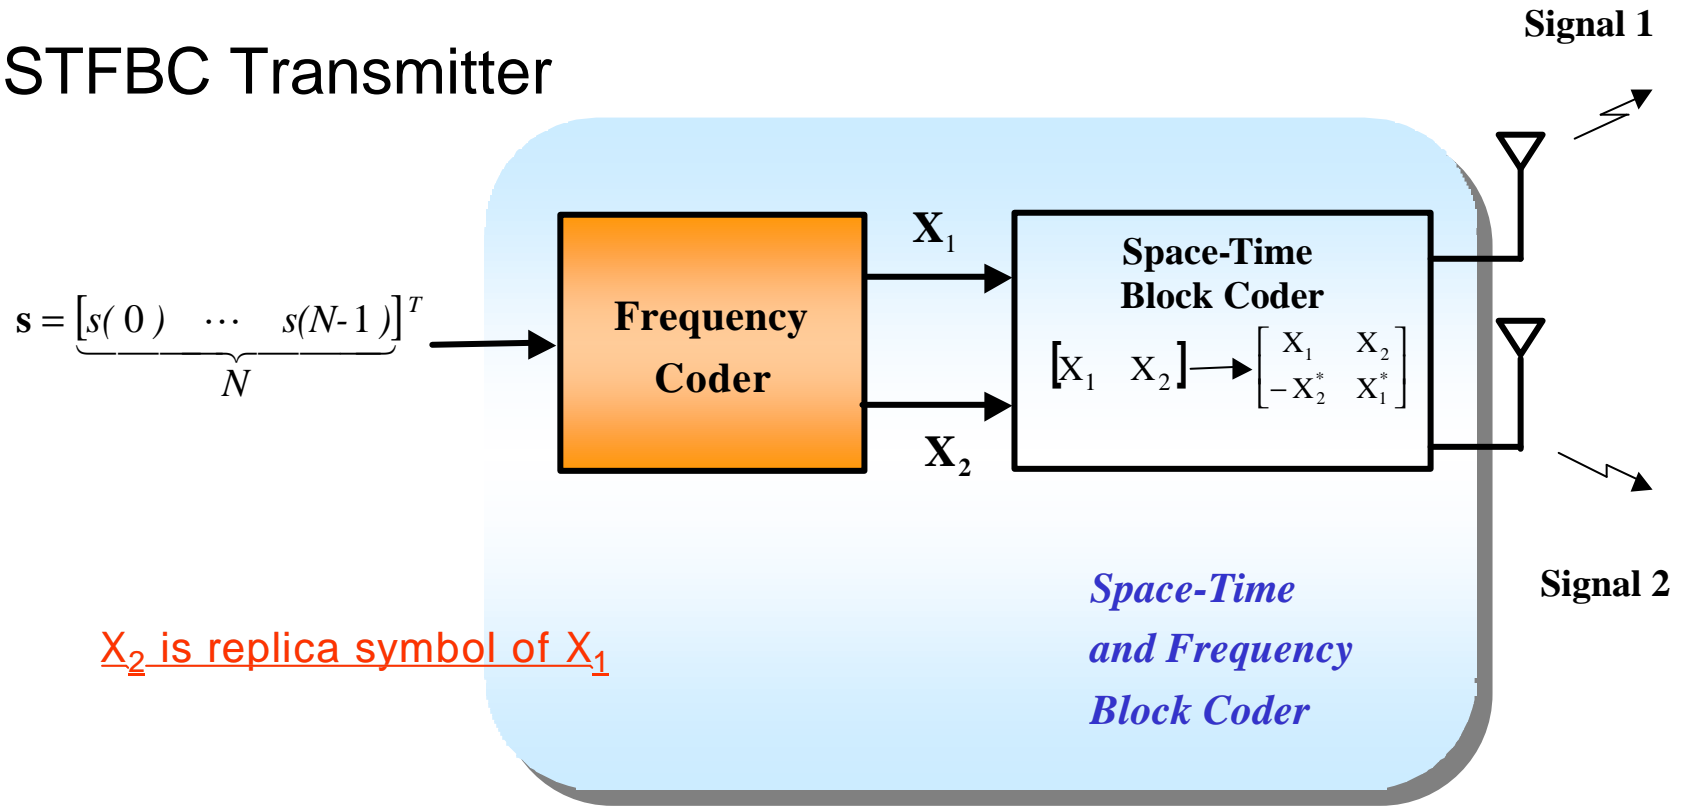 Signal 1
STFBC Transmitter
X₁
Space-Time
Block Coder
s = [s( 0 ) ⋯ s(N-1 )]ᵀ
N
Frequency
Coder
[X₁ X₂] → [X₁ X₂
−X₂* X₁*]
X₂
Signal 2
Space-Time
and Frequency
Block Coder
X₂ is replica symbol of X₁